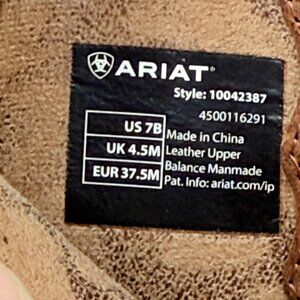 ARIAT
Style: 10042387
4500116291
US 7B
UK 4.5M
EUR 37.5M
Made in China
Leather Upper
Balance Manmade
Pat. Info: ariat.com/ip